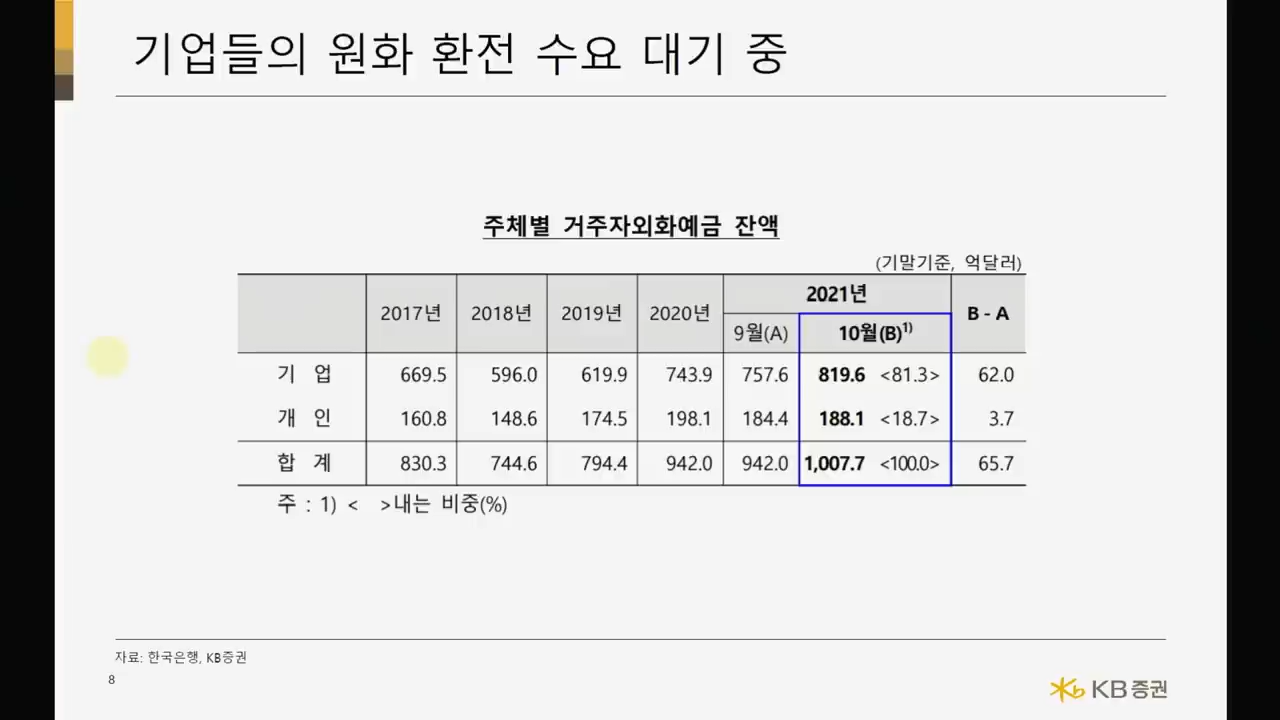 기업들의 원화 환전 수요 대기 중
주체별 거주자외화예금 잔액
(기말기준, 억달러)
2017년 2018년 2019년 2020년 2021년 B - A
9월(A) 10월(B)1)
기 업 669.5 596.0 619.9 743.9 757.6 819.6 <81.3> 62.0
개 인 160.8 148.6 174.5 198.1 184.4 188.1 <18.7> 3.7
합 계 830.3 744.6 794.4 942.0 942.0 1,007.7 <100.0> 65.7
주 : 1) < >내는 비중(%)
자료: 한국은행, KB증권
8
KB증권